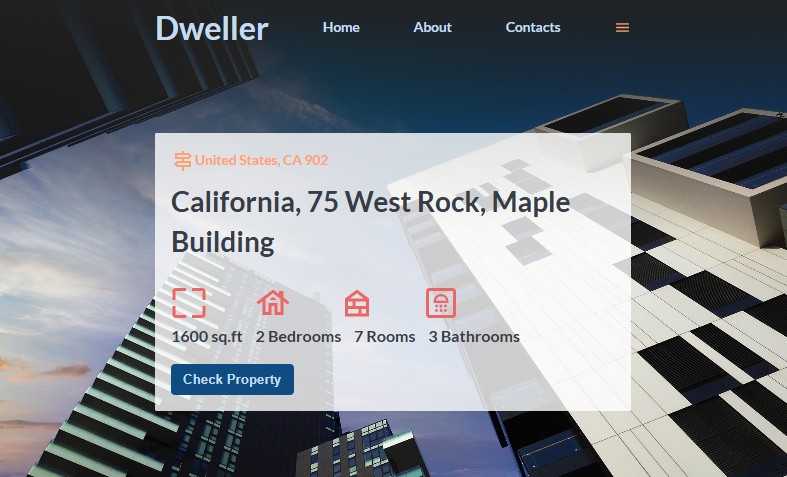 Dweller Home About Contacts
United States, CA 902
California, 75 West Rock, Maple
Building
1600 sq.ft 2 Bedrooms 7 Rooms 3 Bathrooms
Check Property